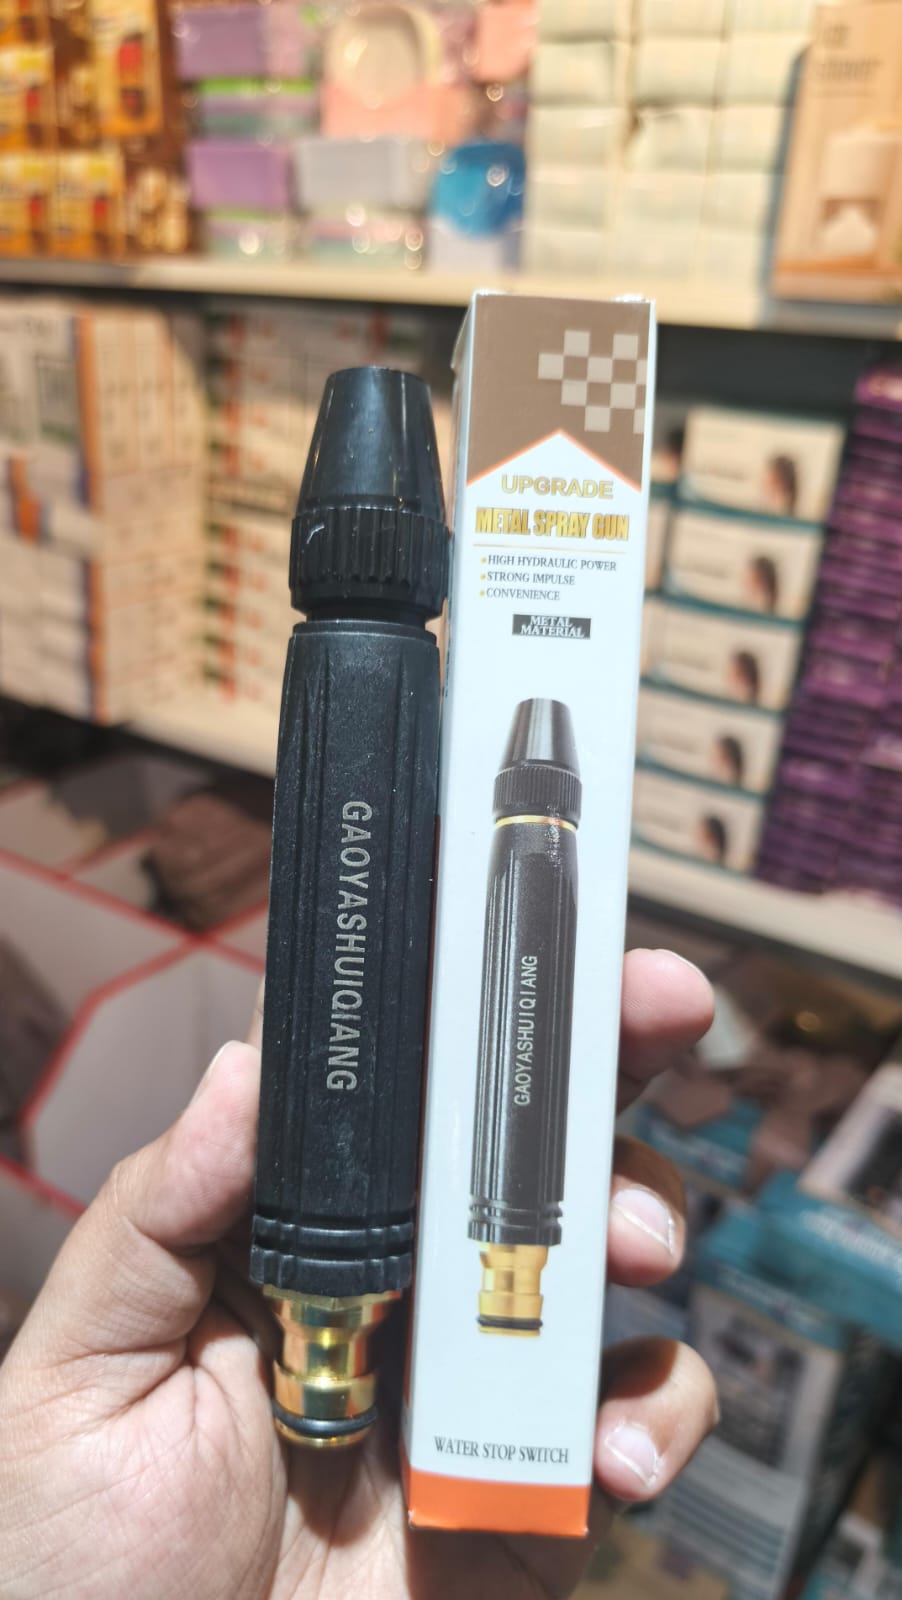 UPGRADE
METAL SPRAY GUN
HIGH HYDRAULIC POWER
STRONG IMPULSE
CONVENIENCE
METAL
MATERIAL
GAOYASHUIQIANG
GAOYASHUIQIANG
WATER STOP SWITCH